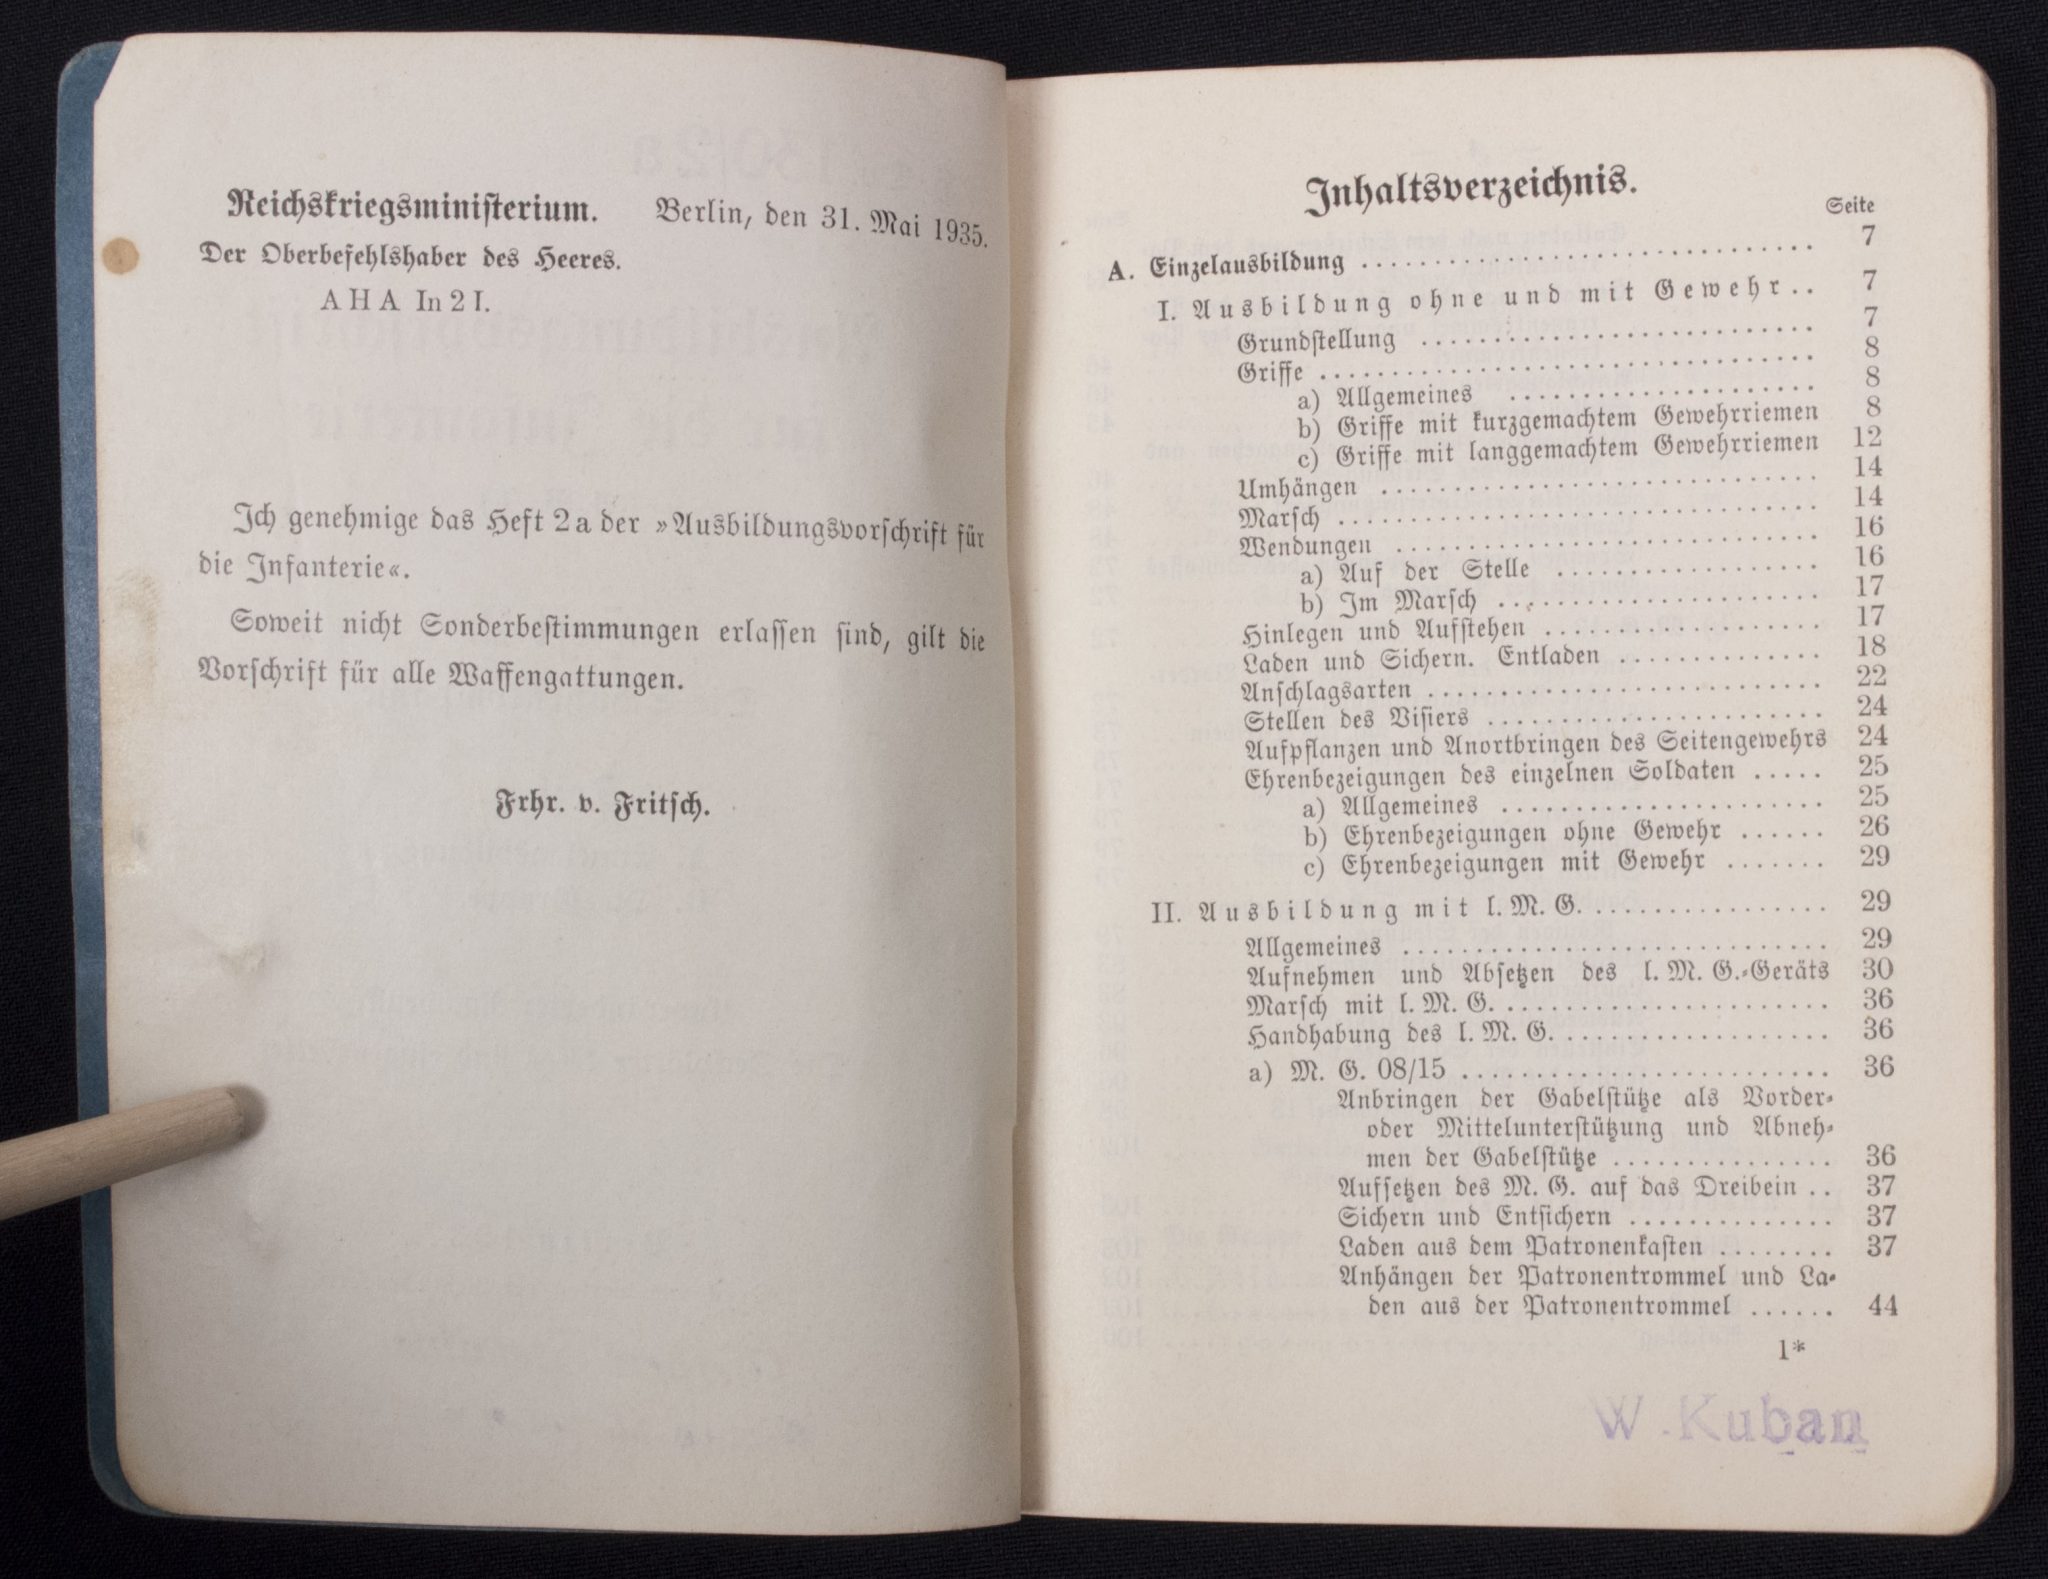 Reichskriegsministerium. Berlin, den 31. Mai 1935.
Der Oberbefehlshaber des Heeres.
A H A In 2 I.
Ich genehmige das Heft 2a der »Ausbildungsvorschrift für
die Infanterie«.
Soweit nicht Sonderbestimmungen erlassen sind, gilt die
Vorschrift für alle Waffengattungen.
Frhr. v. Fritsch.
Inhaltsverzeichnis.
Seite
A. Einzelausbildung .............................. 7
I. Ausbildung ohne und mit Gewehr .. 7
Grundstellung ............................ 7
Griffe .................................. 8
a) Allgemeines ..................... 8
b) Griffe mit kurzgemachtem Gewehrriemen 8
c) Griffe mit langgemachtem Gewehrriemen 12
Umhängen .............................. 14
Marsch ................................. 14
Wendungen ............................. 16
a) Auf der Stelle .................. 16
b) Im Marsch ...................... 17
Hinlegen und Aufstehen ................... 17
Laden und Sichern. Entladen .............. 18
Anschlagsarten ........................... 22
Stellen des Visiers ....................... 24
Aufpflanzen und Anortbringen des Seitengewehrs 24
Ehrenbezeigungen des einzelnen Soldaten ..... 25
a) Allgemeines ...................... 25
b) Ehrenbezeigungen ohne Gewehr ...... 26
c) Ehrenbezeigungen mit Gewehr ....... 29
II. Ausbildung mit l. M. G. ................. 29
Allgemeines ............................. 29
Aufnehmen und Absetzen des l. M. G.-Geräts 30
Marsch mit l. M. G. ...................... 36
Handhabung des l. M. G. ................... 36
a) M. G. 08/15 ......................... 36
Anbringen der Gabelstütze als Vorder-
oder Mittelunterstützung und Abneh-
men der Gabelstütze ............... 36
Aufsetzen des M. G. auf das Dreibein .. 37
Sichern und Entsichern .............. 37
Laden aus dem Patronenkasten ........ 37
Anhängen der Patronentrommel und La-
den aus der Patronentrommel ...... 44
1*
W. Kuban